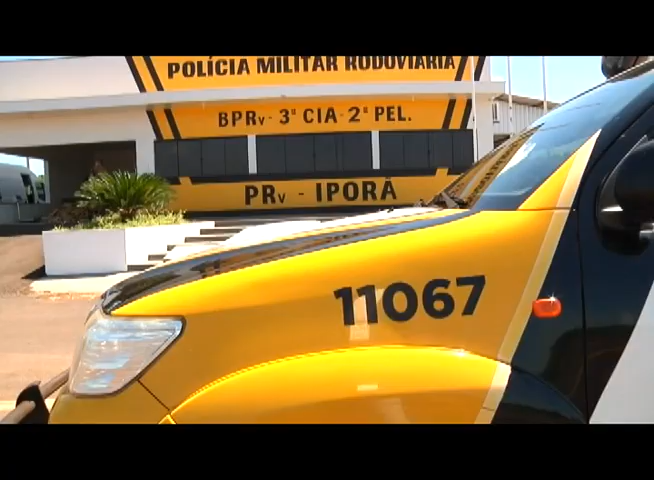 POLÍCIA MILITAR RODOVIÁRIA
BPRv - 3ª CIA - 2º PEL.
PRv - IPORÃ
11067